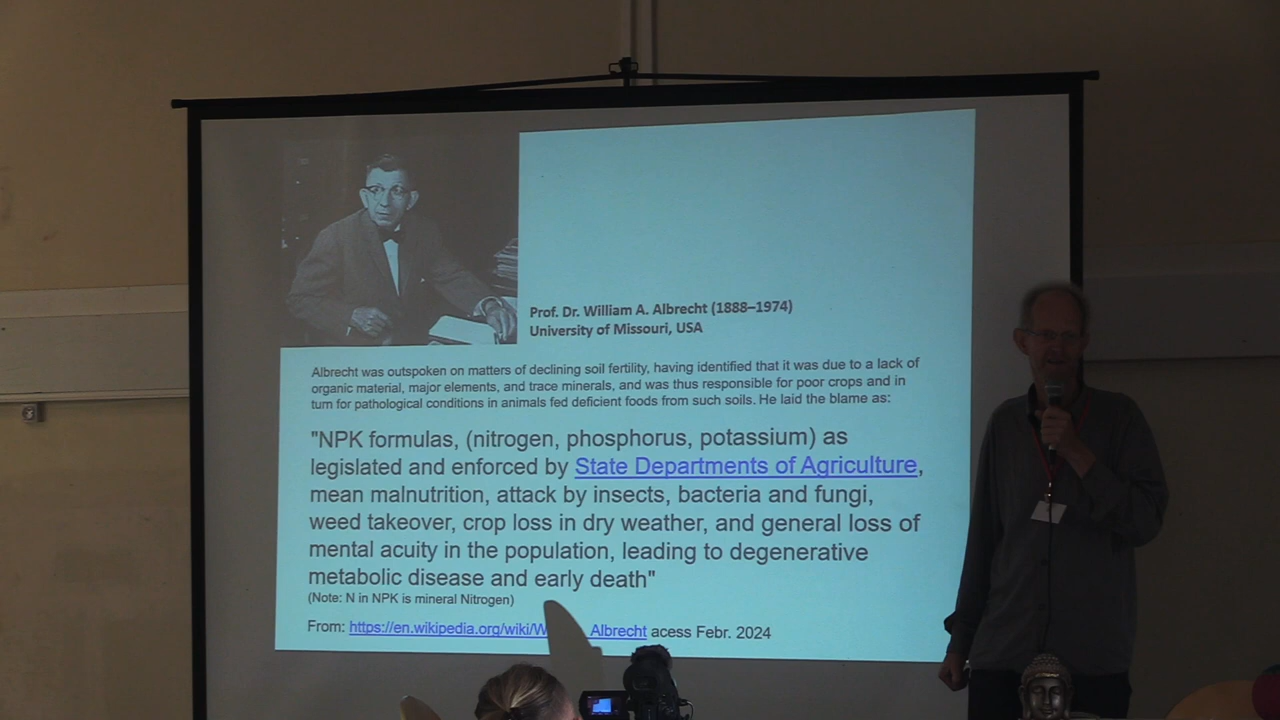 Prof. Dr. William A. Albrecht (1888–1974)
University of Missouri, USA
Albrecht was outspoken on matters of declining soil fertility, having identified that it was due to a lack of
organic material, major elements, and trace minerals, and was thus responsible for poor crops and in
turn for pathological conditions in animals fed deficient foods from such soils. He laid the blame as:
"NPK formulas, (nitrogen, phosphorus, potassium) as
legislated and enforced by State Departments of Agriculture,
mean malnutrition, attack by insects, bacteria and fungi,
weed takeover, crop loss in dry weather, and general loss of
mental acuity in the population, leading to degenerative
metabolic disease and early death"
(Note: N in NPK is mineral Nitrogen)
From: https://en.wikipedia.org/wiki/W Albrecht acess Febr. 2024